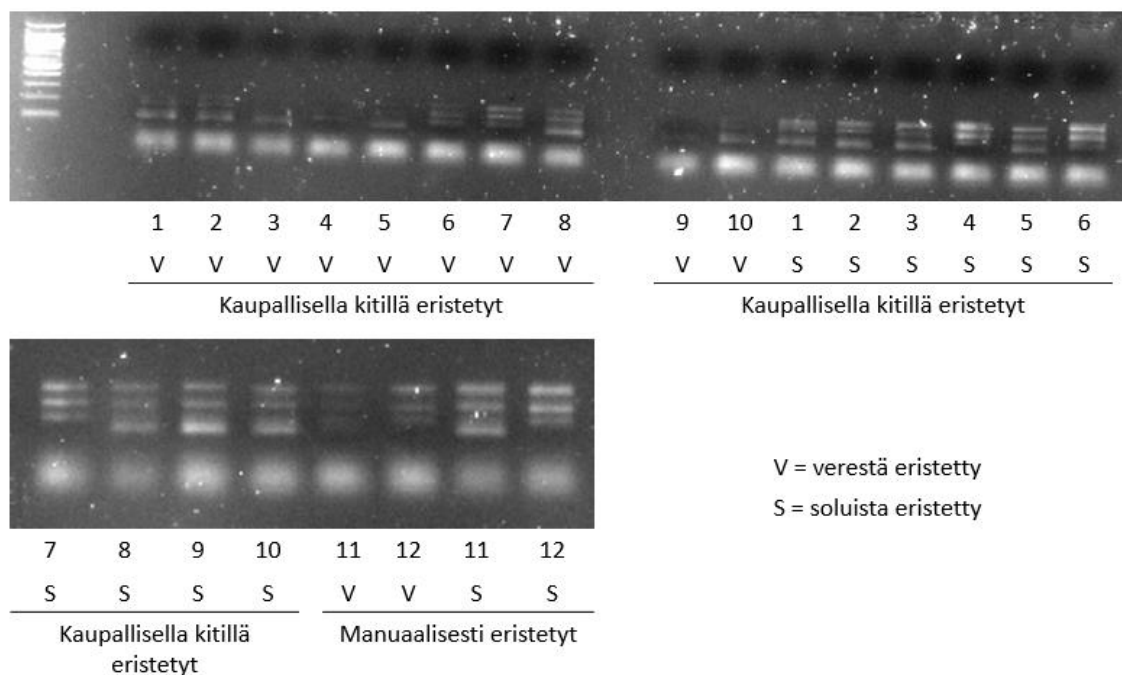 1 2 3 4 5 6 7 8 9 10 1 2 3 4 5 6
V V V V V V V V V V S S S S S S
Kaupallisella kitillä eristetyt Kaupallisella kitillä eristetyt
V = verestä eristetty
S = soluista eristetty
7 8 9 10 11 12 11 12
S S S S V V S S
Kaupallisella kitillä Manuaalisesti eristetyt
eristetyt